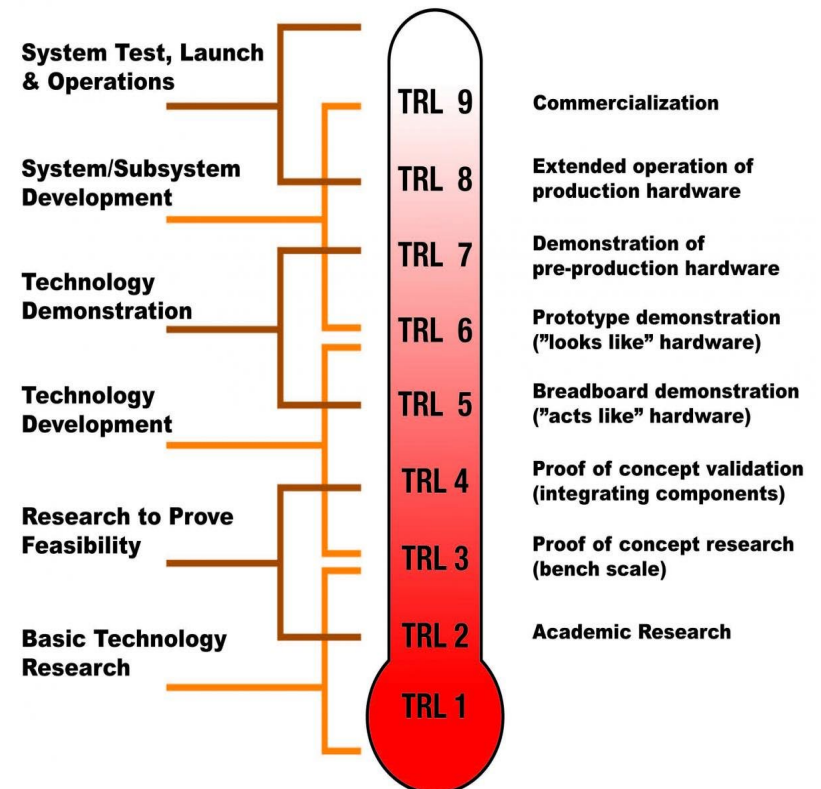 System Test, Launch
& Operations
System/Subsystem
Development
Technology
Demonstration
Technology
Development
Research to Prove
Feasibility
Basic Technology
Research
TRL 9
TRL 8
TRL 7
TRL 6
TRL 5
TRL 4
TRL 3
TRL 2
TRL 1
Commercialization
Extended operation of
production hardware
Demonstration of
pre-production hardware
Prototype demonstration
(”looks like” hardware)
Breadboard demonstration
(”acts like” hardware)
Proof of concept validation
(integrating components)
Proof of concept research
(bench scale)
Academic Research